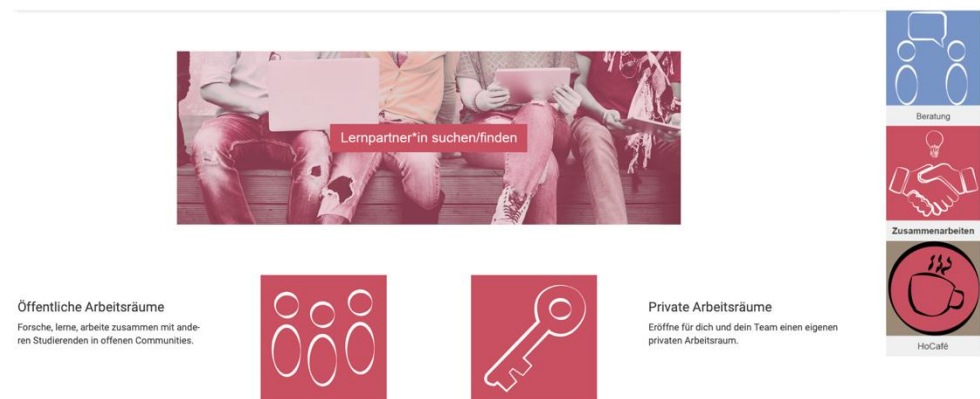 Lernpartner*in suchen/finden
Öffentliche Arbeitsräume
Forsche, lerne, arbeite zusammen mit ande-
ren Studierenden in offenen Communities.
Private Arbeitsräume
Eröffne für dich und dein Team einen eigenen
privaten Arbeitsraum.
Beratung
Zusammenarbeiten
HoCafé